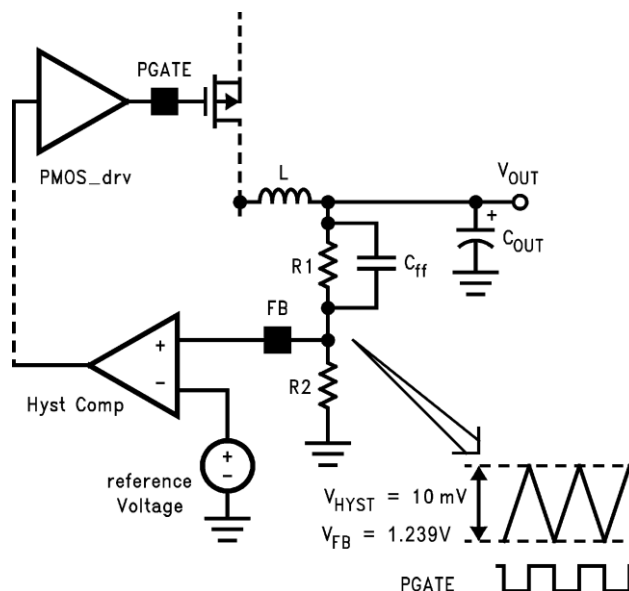 PGATE
PMOS_drv
L
VOUT
+
COUT
R1
Cff
FB
+
−
Hyst Comp
R2
+
−
reference
Voltage
VHYST = 10 mV
VFB = 1.239V
PGATE